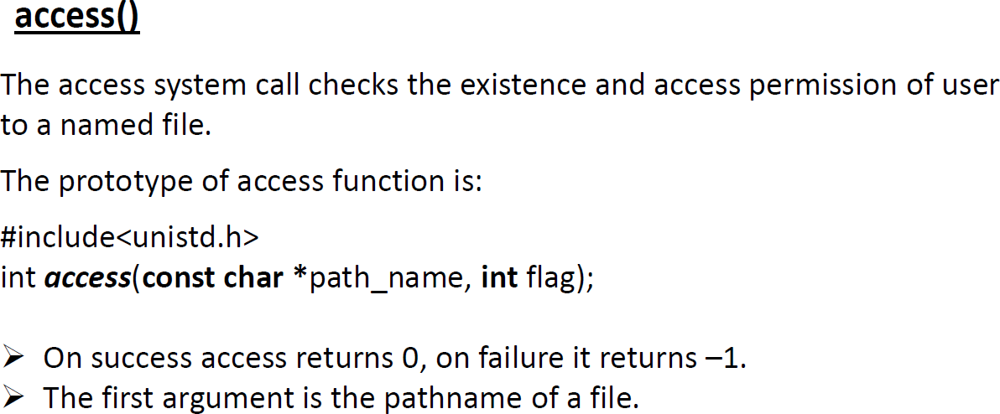 access()
The access system call checks the existence and access permission of user
to a named file.
The prototype of access function is:
#include<unistd.h>
int access(const char *path_name, int flag);
➢ On success access returns 0, on failure it returns –1.
➢ The first argument is the pathname of a file.